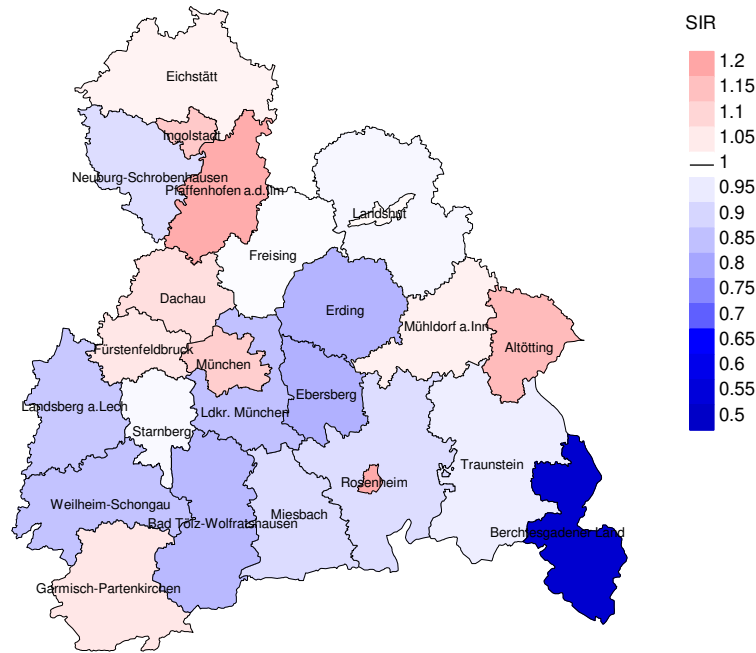 SIR
1.2
1.15
1.1
1.05
1
0.95
0.9
0.85
0.8
0.75
0.7
0.65
0.6
0.55
0.5
Eichstätt
Ingolstadt
Neuburg-Schrobenhausen
Pfaffenhofen a.d.Ilm
Landshut
Freising
Dachau
Erding
Mühldorf a.Inn
Altötting
Fürstenfeldbruck
München
Ebersberg
Landsberg a.Lech
Ldkr. München
Starnberg
Traunstein
Rosenheim
Weilheim-Schongau
Miesbach
Bad Tölz-Wolfratshausen
Berchtesgadener Land
Garmisch-Partenkirchen